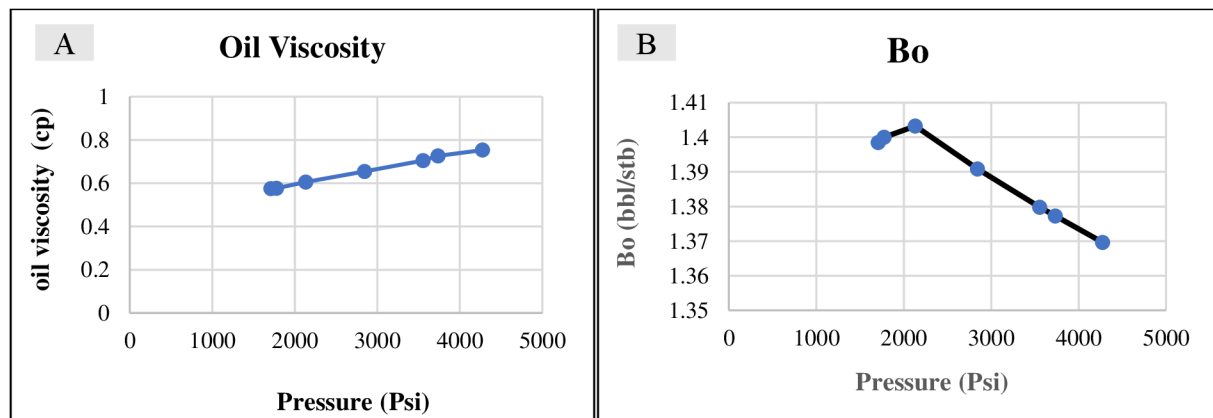 A
Oil Viscosity
oil viscosity (cp)
1
0.8
0.6
0.4
0.2
0
0 1000 2000 3000 4000 5000
Pressure (Psi)
B
Bo
Bo (bbl/stb)
1.41
1.4
1.39
1.38
1.37
1.36
1.35
0 1000 2000 3000 4000 5000
Pressure (Psi)